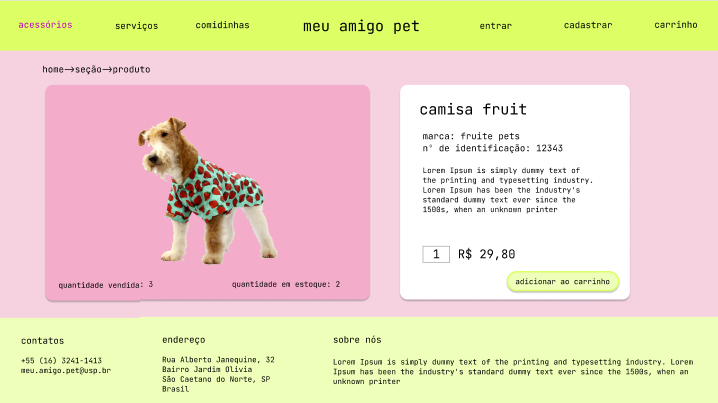 acessórios serviços comidinhas meu amigo pet entrar cadastrar carrinho
home→seção→produto
camisa fruit
marca: fruite pets
n° de identificação: 12343
Lorem Ipsum is simply dummy text of
the printing and typesetting industry.
Lorem Ipsum has been the industry's
standard dummy text ever since the
1500s, when an unknown printer
1 R$ 29,80
adicionar ao carrinho
quantidade vendida: 3 quantidade em estoque: 2
contatos
+55 (16) 3241-1413
meu.amigo.pet@usp.br
endereço
Rua Alberto Janequine, 32
Bairro Jardim Olivia
São Caetano do Norte, SP
Brasil
sobre nós
Lorem Ipsum is simply dummy text of the printing and typesetting industry. Lorem
Ipsum has been the industry's standard dummy text ever since the 1500s, when an
unknown printer